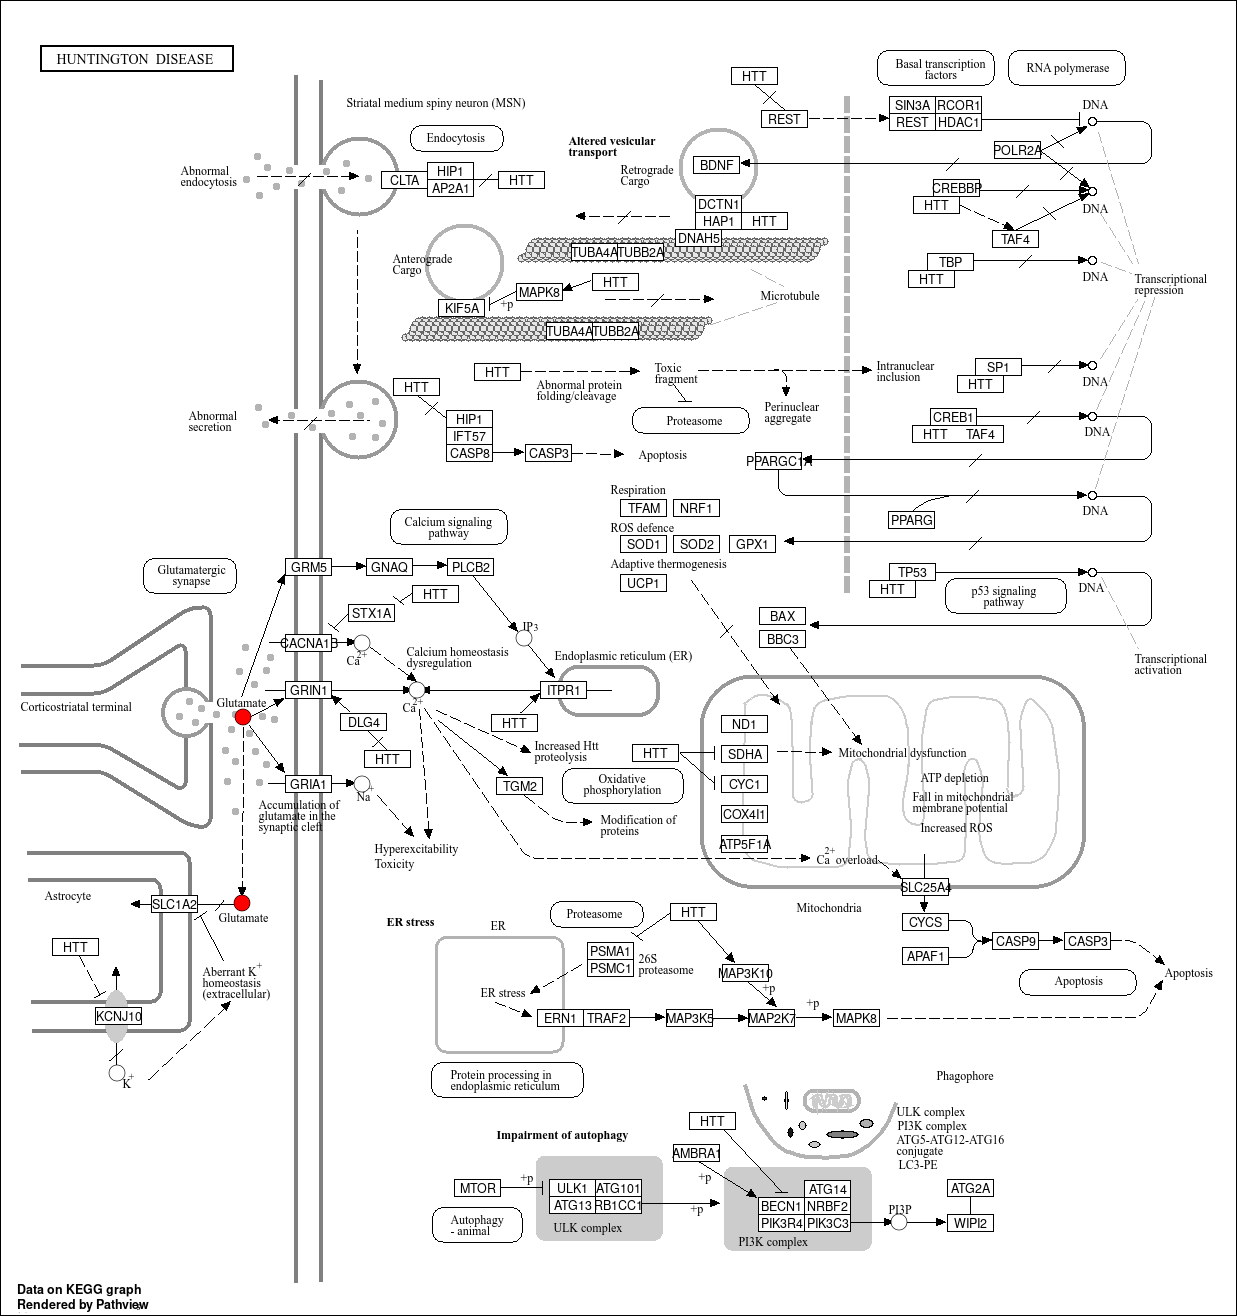 HUNTINGTON DISEASE
Striatal medium spiny neuron (MSN)
Endocytosis
Abnormal
endocytosis
CLTA
HIP1
AP2A1
HTT
Altered vesicular
transport
Retrograde
Cargo
BDNF
DCTN1
HAP1
HTT
DNAH5
TUBA4A
TUBB2A
Anterograde
Cargo
HTT
MAPK8
+p
KIF5A
TUBA4A
TUBB2A
Microtubule
HTT
REST
Basal transcription
factors
RNA polymerase
SIN3A
RCOR1
REST
HDAC1
DNA
POLR2A
CREBBP
HTT
DNA
TAF4
TBP
HTT
DNA
Transcriptional
repression
SP1
HTT
DNA
CREB1
HTT
TAF4
DNA
PPARGC1A
PPARG
DNA
TP53
HTT
DNA
p53 signaling
pathway
Transcriptional
activation
HTT
Abnormal protein
folding/cleavage
Toxic
fragment
Proteasome
Perinuclear
aggregate
Intranuclear
inclusion
Abnormal
secretion
HTT
HIP1
IFT57
CASP8
CASP3
Apoptosis
Respiration
TFAM
NRF1
ROS defence
SOD1
SOD2
GPX1
Adaptive thermogenesis
UCP1
BAX
BBC3
Calcium signaling
pathway
Glutamatergic
synapse
GRM5
GNAQ
PLCB2
HTT
STX1A
IP3
CACNA1B
Ca2+
Calcium homeostasis
dysregulation
Endoplasmic reticulum (ER)
GRIN1
Ca2+
ITPR1
HTT
Corticostriatal terminal
Glutamate
DLG4
HTT
Increased Htt
proteolysis
GRIA1
Na+
TGM2
Accumulation of
glutamate in the
synaptic cleft
Modification of
proteins
Hyperexcitability
Toxicity
HTT
Oxidative
phosphorylation
ND1
SDHA
CYC1
COX4I1
ATP5F1A
Mitochondrial dysfunction
ATP depletion
Fall in mitochondrial
membrane potential
Increased ROS
Ca2+ overload
SLC25A4
Mitochondria
CYCS
APAF1
CASP9
CASP3
Apoptosis
Apoptosis
Astrocyte
SLC1A2
Glutamate
HTT
Aberrant K+
homeostasis
(extracellular)
KCNJ10
K+
ER stress
ER
Proteasome
HTT
PSMA1
PSMC1
26S
proteasome
MAP3K10
+p
ER stress
ERN1
TRAF2
MAP3K5
MAP2K7
+p
MAPK8
Protein processing in
endoplasmic reticulum
Phagophore
ULK complex
PI3K complex
ATG5-ATG12-ATG16
conjugate
LC3-PE
Impairment of autophagy
HTT
AMBRA1
+p
MTOR
+p
ULK1
ATG101
ATG13
RB1CC1
ULK complex
+p
ATG14
BECN1
NRBF2
PIK3R4
PIK3C3
PI3K complex
PI3P
ATG2A
WIPI2
Autophagy
- animal
Data on KEGG graph
Rendered by Pathview